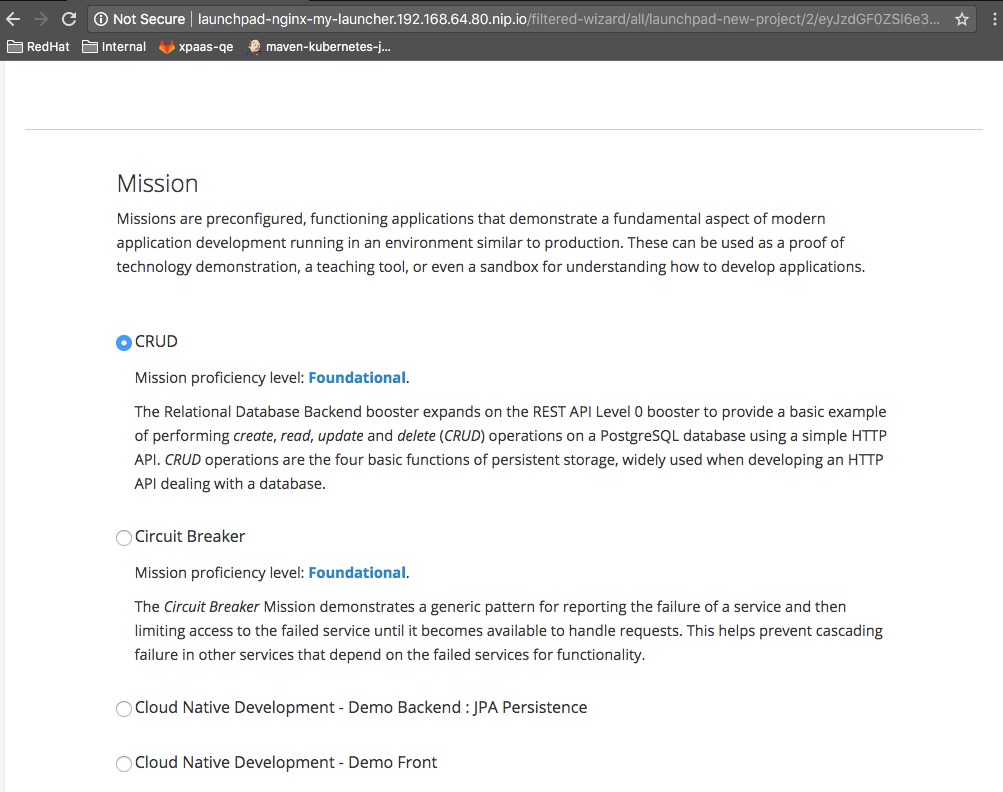 Not Secure | launchpad-nginx-my-launcher.192.168.64.80.nip.io/filtered-wizard/all/launchpad-new-project/2/eyJzdGF0ZSI6e3...
RedHat Internal xpaas-qe maven-kubernetes-j...
Mission
Missions are preconfigured, functioning applications that demonstrate a fundamental aspect of modern
application development running in an environment similar to production. These can be used as a proof of
technology demonstration, a teaching tool, or even a sandbox for understanding how to develop applications.
CRUD
Mission proficiency level: Foundational.
The Relational Database Backend booster expands on the REST API Level 0 booster to provide a basic example
of performing create, read, update and delete (CRUD) operations on a PostgreSQL database using a simple HTTP
API. CRUD operations are the four basic functions of persistent storage, widely used when developing an HTTP
API dealing with a database.
Circuit Breaker
Mission proficiency level: Foundational.
The Circuit Breaker Mission demonstrates a generic pattern for reporting the failure of a service and then
limiting access to the failed service until it becomes available to handle requests. This helps prevent cascading
failure in other services that depend on the failed services for functionality.
Cloud Native Development - Demo Backend : JPA Persistence
Cloud Native Development - Demo Front